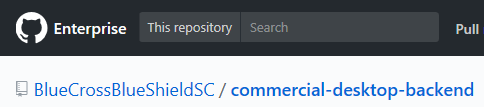 Enterprise This repository Search Pull
BlueCrossBlueShieldSC / commercial-desktop-backend